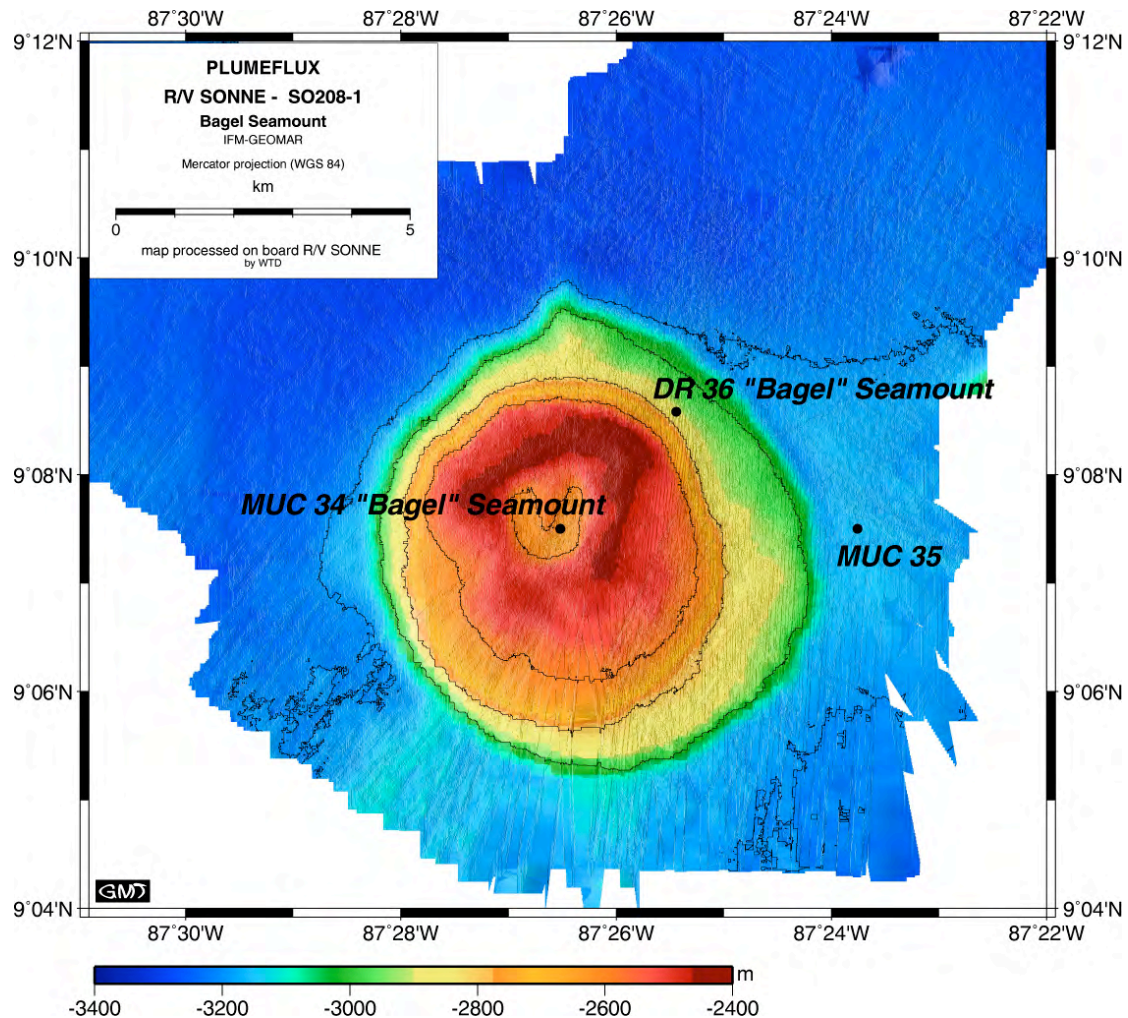 87˚30'W 87˚28'W 87˚26'W 87˚24'W 87˚22'W
9˚12'N 9˚12'N
PLUMEFLUX
R/V SONNE - SO208-1
Bagel Seamount
IFM-GEOMAR
Mercator projection (WGS 84)
km
0 5
map processed on board R/V SONNE
by WTD
9˚10'N 9˚10'N
DR 36 "Bagel" Seamount
9˚08'N 9˚08'N
MUC 34 "Bagel" Seamount
MUC 35
9˚06'N 9˚06'N
GMT
9˚04'N 9˚04'N
87˚30'W 87˚28'W 87˚26'W 87˚24'W 87˚22'W
m
-3400 -3200 -3000 -2800 -2600 -2400